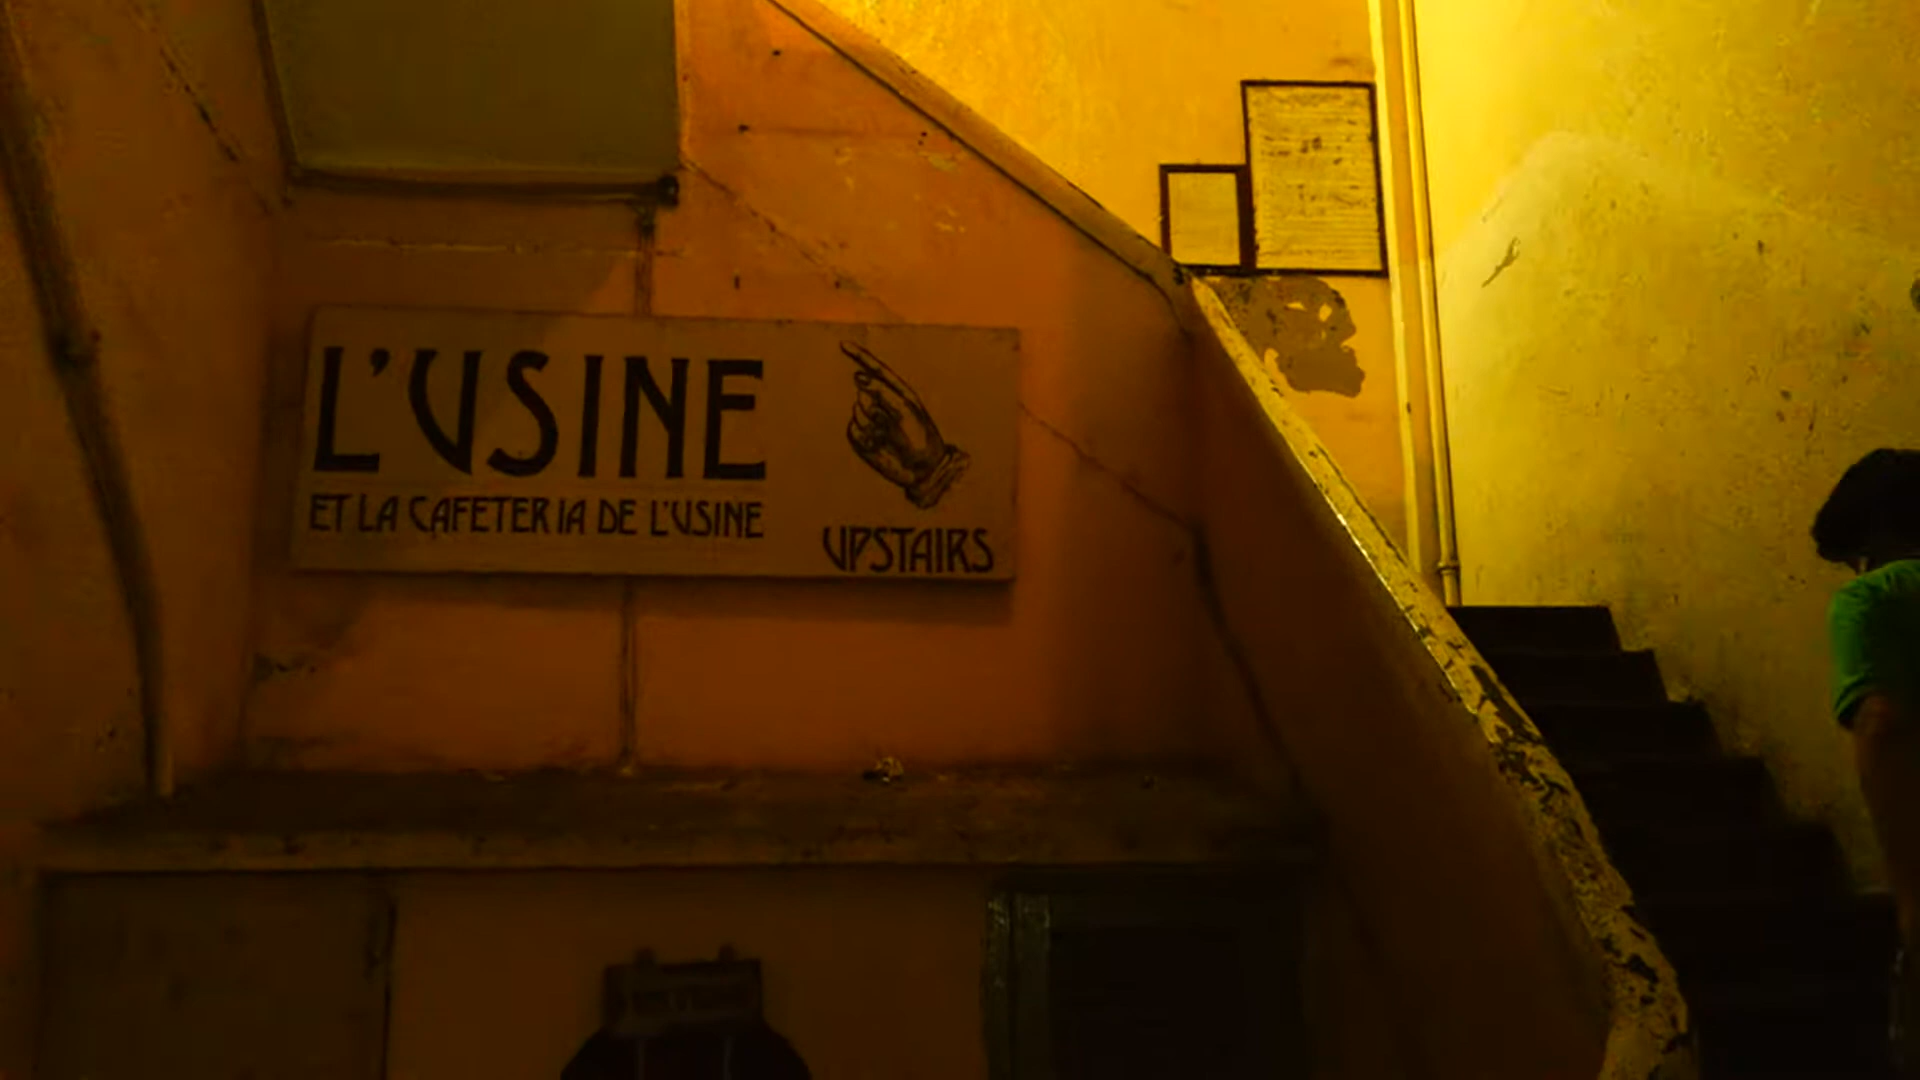 L'USINE
ET LA CAFETERIA DE L'USINE
UPSTAIRS